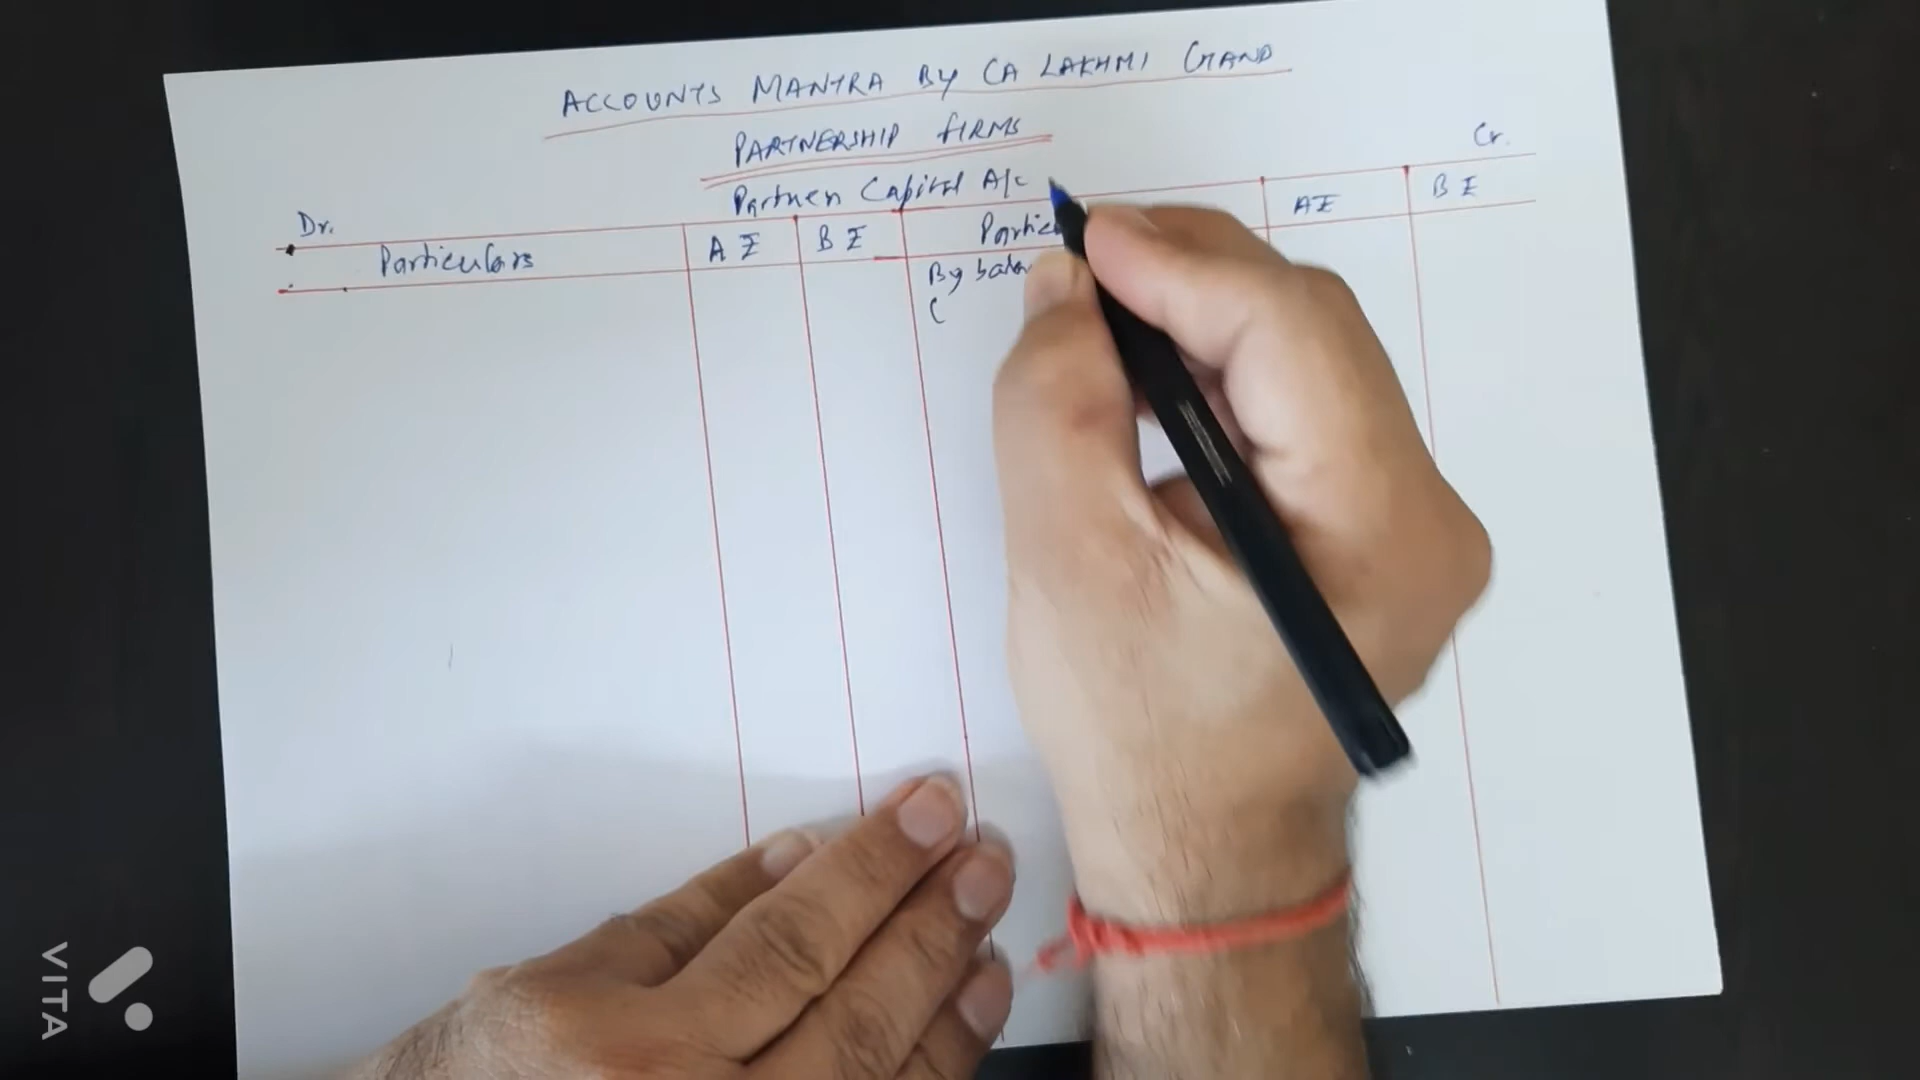 ACCOUNTS MANTRA BY CA LAKHMI CHAND
PARTNERSHIP FIRMS
Partner Capital A/c
Dr.
Cr.
Particulars A ₹ B ₹ A ₹ B ₹
By
(
VITA